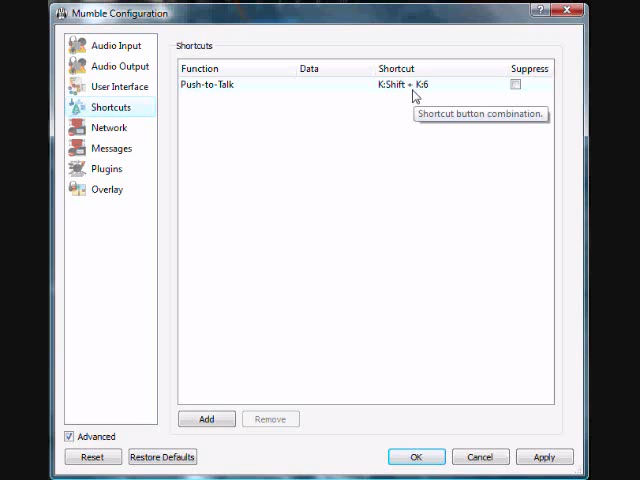 Mumble Configuration
Audio Input
Audio Output
User Interface
Shortcuts
Network
Messages
Plugins
Overlay
Shortcuts
Function Data Shortcut Suppress
Push-to-Talk K:Shift + K:6
Shortcut button combination.
Add Remove
Advanced
Reset Restore Defaults OK Cancel Apply